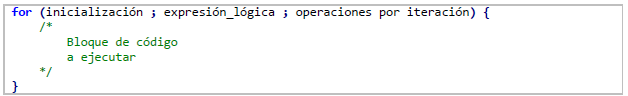 for (inicialización ; expresión_lógica ; operaciones por iteración) {
    /*
        Bloque de código
        a ejecutar
    */
}